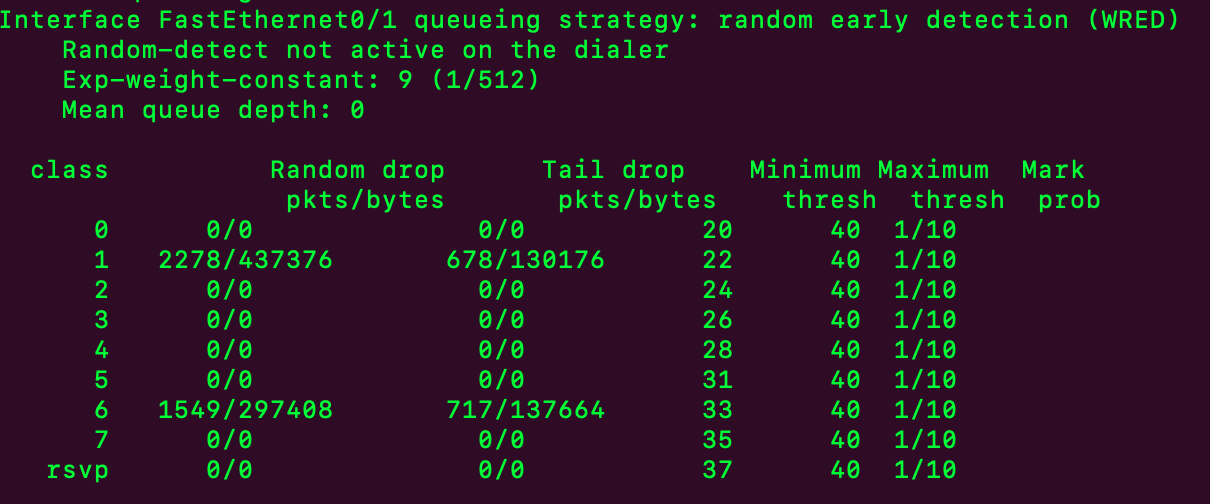 Interface FastEthernet0/1 queueing strategy: random early detection (WRED)
Random-detect not active on the dialer
Exp-weight-constant: 9 (1/512)
Mean queue depth: 0
class Random drop Tail drop Minimum Maximum Mark
pkts/bytes pkts/bytes thresh thresh prob
0 0/0 0/0 20 40 1/10
1 2278/437376 678/130176 22 40 1/10
2 0/0 0/0 24 40 1/10
3 0/0 0/0 26 40 1/10
4 0/0 0/0 28 40 1/10
5 0/0 0/0 31 40 1/10
6 1549/297408 717/137664 33 40 1/10
7 0/0 0/0 35 40 1/10
rsvp 0/0 0/0 37 40 1/10